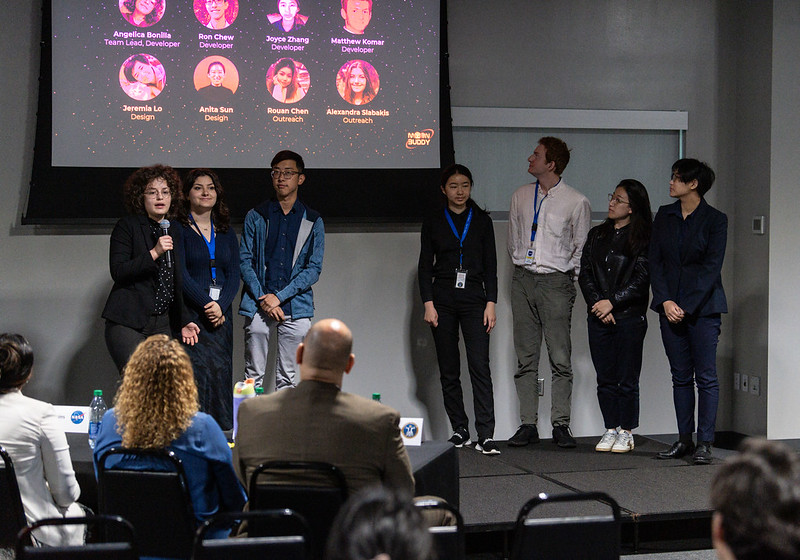 Angelica Bonilla
Team Lead, Developer
Ron Chew
Developer
Joyce Zhang
Developer
Matthew Komar
Developer
Jeremia Lo
Design
Anita Sun
Design
Rouan Chen
Outreach
Alexandra Slabakis
Outreach
MOON
BUDDY
NASA